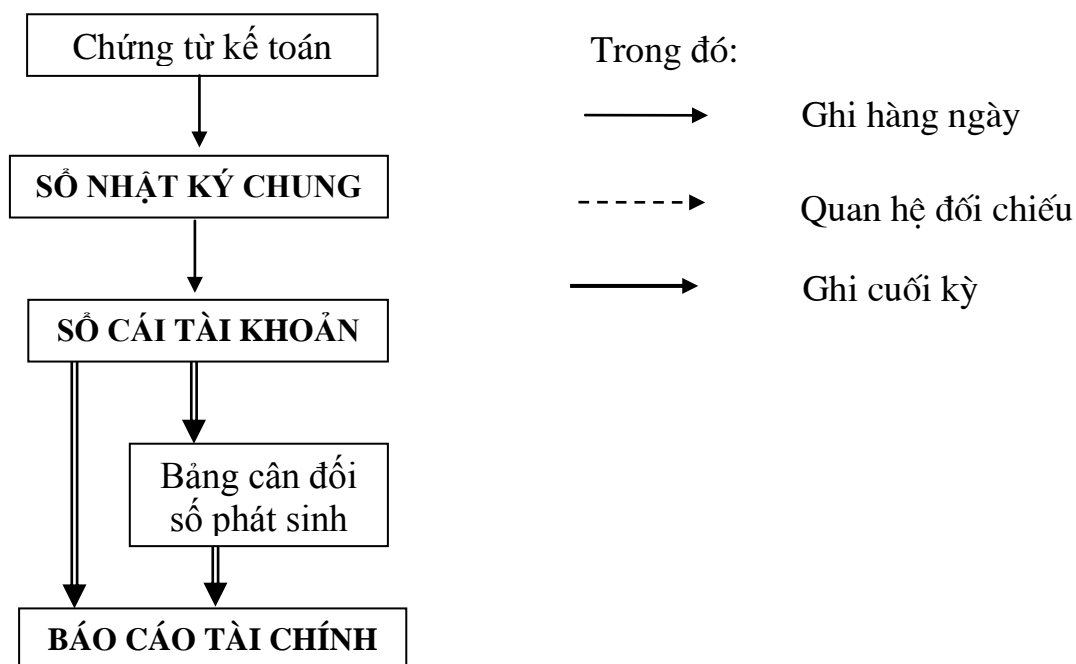 Chứng từ kế toán
SỔ NHẬT KÝ CHUNG
SỔ CÁI TÀI KHOẢN
Bảng cân đối
số phát sinh
BÁO CÁO TÀI CHÍNH
Trong đó:
Ghi hàng ngày
Quan hệ đối chiếu
Ghi cuối kỳ